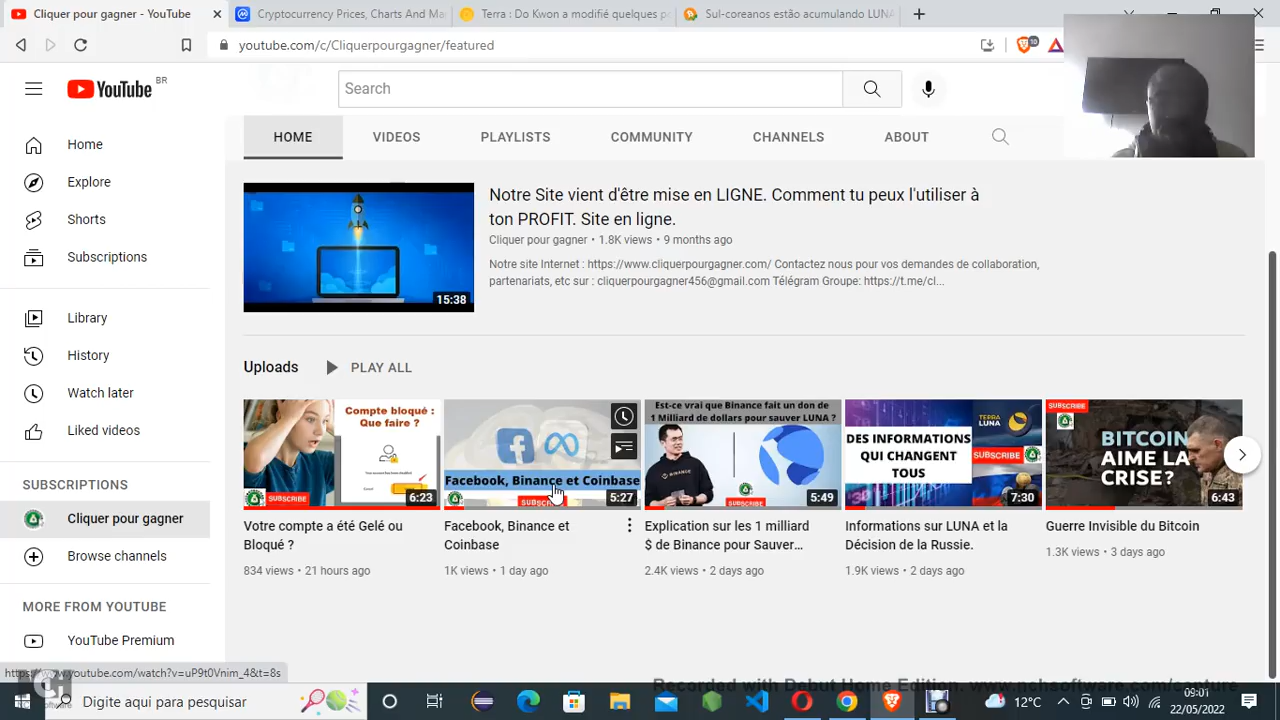 Cliquer pour gagner - YouTube
Cryptocurrency Prices, Charts And Ma
Terra : Do Kwon a modifié quelques p
Sul-coreanos estão acumulando LUN
youtube.com/c/Cliquerpourgagner/featured
10
YouTube BR
Search
HOME VIDEOS PLAYLISTS COMMUNITY CHANNELS ABOUT
Home
Explore
Shorts
Subscriptions
Library
History
Watch later
Liked videos
SUBSCRIPTIONS
Cliquer pour gagner
Browse channels
MORE FROM YOUTUBE
YouTube Premium
15:38
Notre Site vient d'être mise en LIGNE. Comment tu peux l'utiliser à
ton PROFIT. Site en ligne.
Cliquer pour gagner • 1.8K views • 9 months ago
Notre site Internet : https://www.cliquerpourgagner.com/ Contactez nous pour vos demandes de collaboration,
partenariats, etc sur : cliquerpourgagner456@gmail.com Télégram Groupe: https://t.me/cl...
Uploads PLAY ALL
Compte bloqué :
Que faire ?
SUBSCRIBE
6:23
Votre compte a été Gelé ou
Bloqué ?
834 views • 21 hours ago
Facebook, Binance et Coinbase
5:27
Facebook, Binance et
Coinbase
1K views • 1 day ago
Est-ce vrai que Binance fait un don de
1 Milliard de dollars pour sauver LUNA ?
BINANCE
SUBSCRIBE
5:49
Explication sur les 1 milliard
$ de Binance pour Sauver...
2.4K views • 2 days ago
DES INFORMATIONS
QUI CHANGENT
TOUS
TERRA
LUNA
SUBSCRIBE
7:30
Informations sur LUNA et la
Décision de la Russie.
1.9K views • 2 days ago
SUBSCRIBE
BITCOIN
AIME LA
CRISE?
6:43
Guerre Invisible du Bitcoin
1.3K views • 3 days ago
https://www.youtube.com/watch?v=uP9t0Vnim_4&t=8s
Recorded with Debut Home Edition. www.nchsoftware.com/capture
Digite aqui para pesquisar
12°C
09:01
22/05/2022